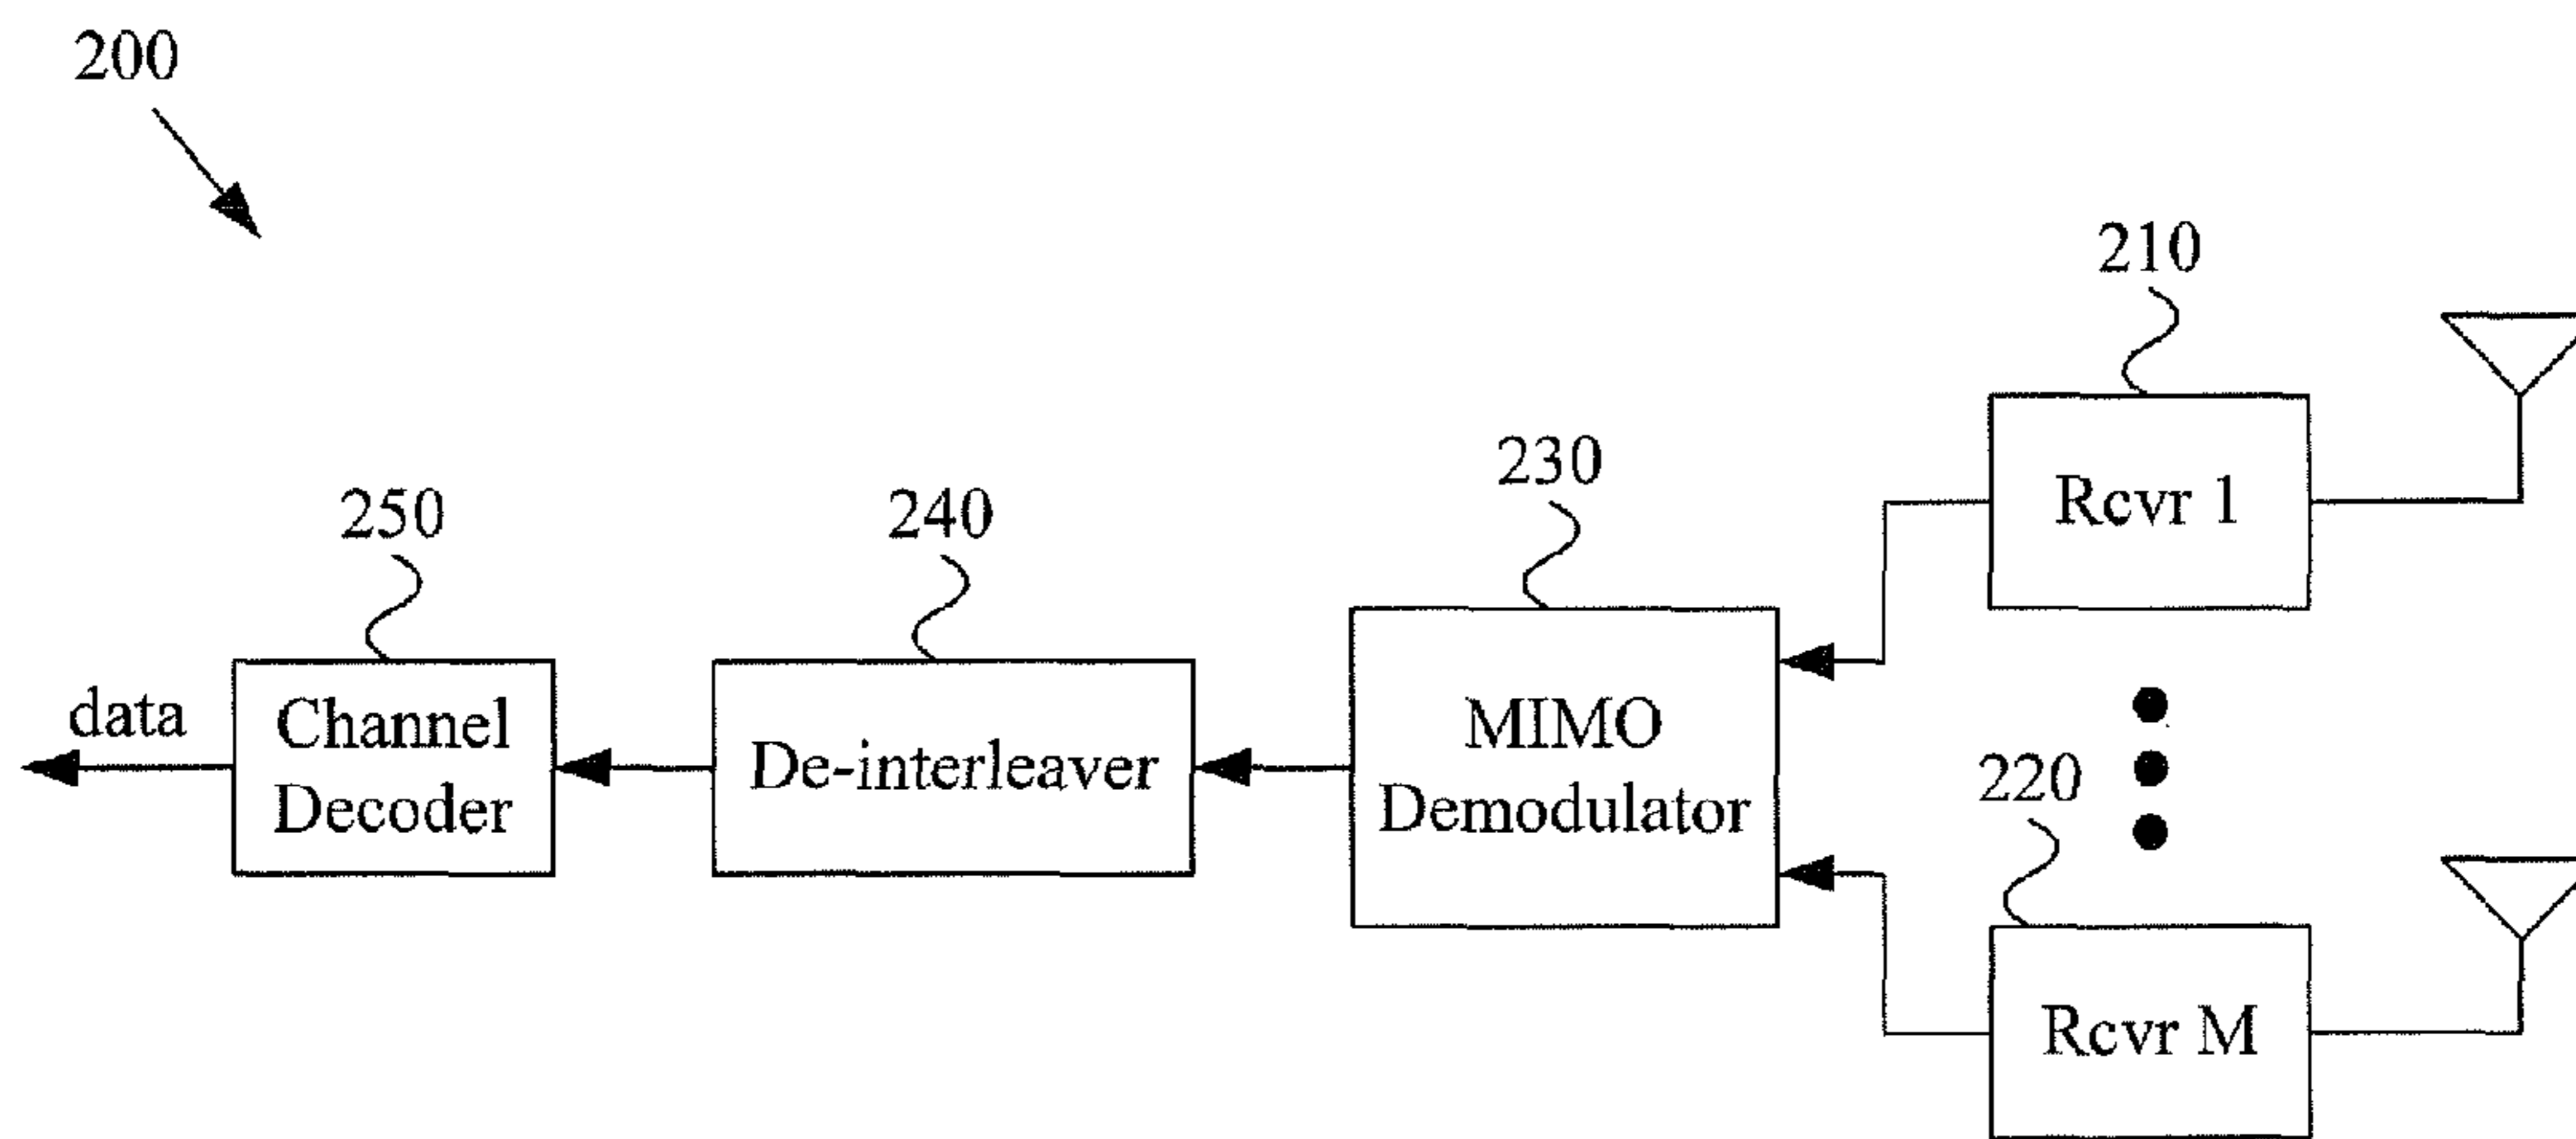 200
210
Rcvr 1
230
250
240
MIMO
Demodulator
data
Channel
Decoder
De-interleaver
220
Rcvr M